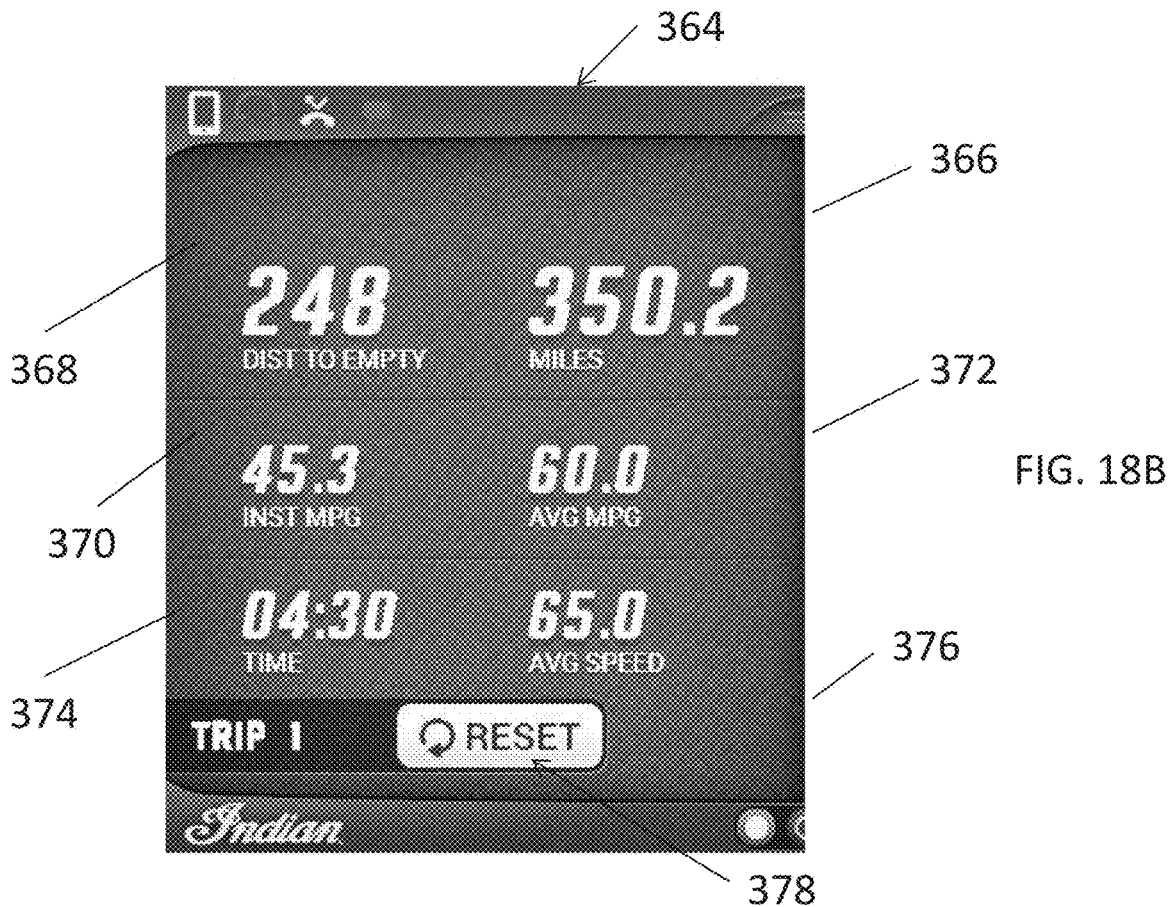 364
366
248 350.2
DIST TO EMPTY MILES
368
372
45.3 60.0
INST MPG AVG MPG
FIG. 18B
370
04:30 65.0
TIME AVG SPEED
376
374
TRIP 1 RESET
Indian
378